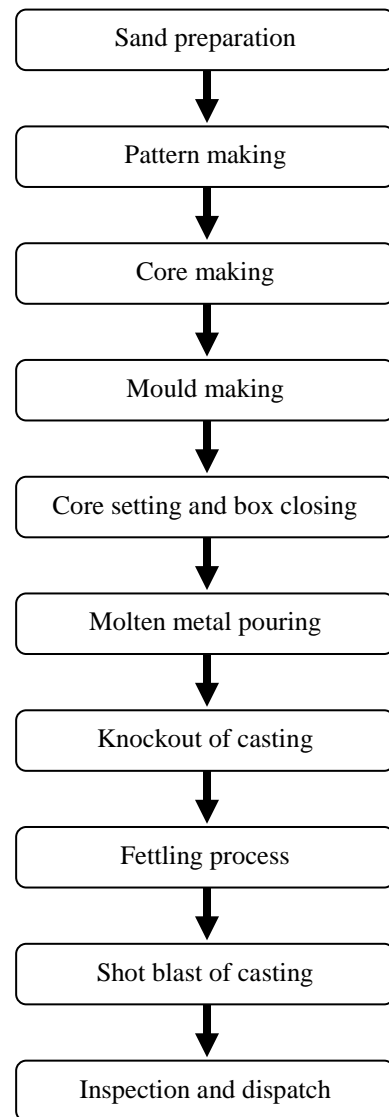 Sand preparation
Pattern making
Core making
Mould making
Core setting and box closing
Molten metal pouring
Knockout of casting
Fettling process
Shot blast of casting
Inspection and dispatch